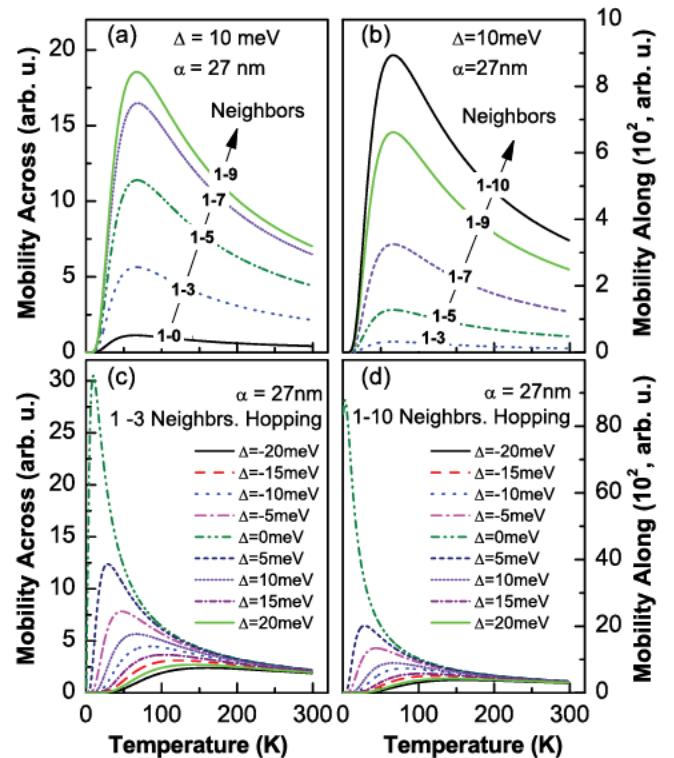 (a)
Δ = 10 meV
α = 27 nm
Neighbors
1-9
1-7
1-5
1-3
1-0
Mobility Across (arb. u.)
20
15
10
5
0
(b)
Δ=10meV
α=27nm
Neighbors
1-10
1-9
1-7
1-5
1-3
10
8
6
4
2
0
Mobility Along (10², arb. u.)
(c)
α = 27nm
1 -3 Neighbrs. Hopping
Δ=-20meV
Δ=-15meV
Δ=-10meV
Δ=-5meV
Δ=0meV
Δ=5meV
Δ=10meV
Δ=15meV
Δ=20meV
Mobility Across (arb. u.)
30
25
20
15
10
5
0
0 100 200 300
Temperature (K)
(d)
α = 27nm
1-10 Neighbrs. Hopping
Δ=-20meV
Δ=-15meV
Δ=-10meV
Δ=-5meV
Δ=0meV
Δ=5meV
Δ=10meV
Δ=15meV
Δ=20meV
80
60
40
20
0
Mobility Along (10², arb. u.)
0 100 200 300
Temperature (K)